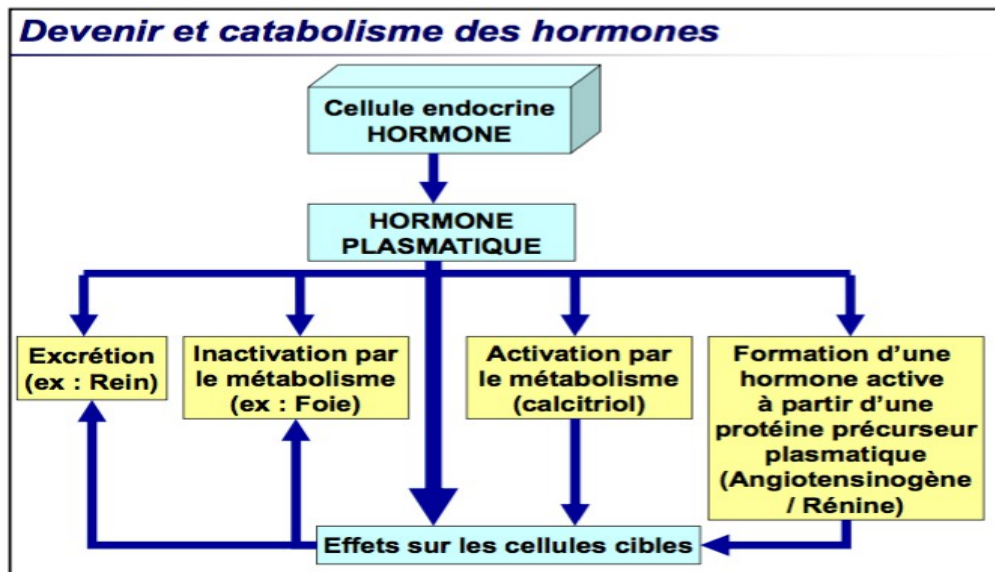 Devenir et catabolisme des hormones
Cellule endocrine
HORMONE
HORMONE
PLASMATIQUE
Excrétion
(ex : Rein)
Inactivation par
le métabolisme
(ex : Foie)
Activation par
le métabolisme
(calcitriol)
Formation d’une
hormone active
à partir d’une
protéine précurseur
plasmatique
(Angiotensinogène
/ Rénine)
Effets sur les cellules cibles